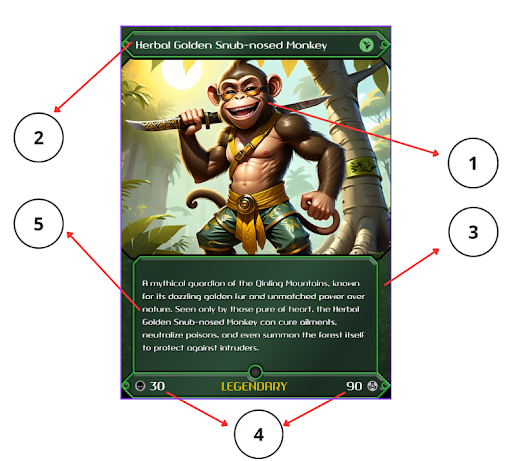 Herbal Golden Snub-nosed Monkey
2
1
5
3
A mythical guardian of the Qinling Mountains, known
for its dazzling golden fur and unmatched power over
nature. Seen only by those pure of heart, the Herbal
Golden Snub-nosed Monkey can cure ailments,
neutralize poisons, and even summon the forest itself
to protect against intruders.
30 LEGENDARY 90
4